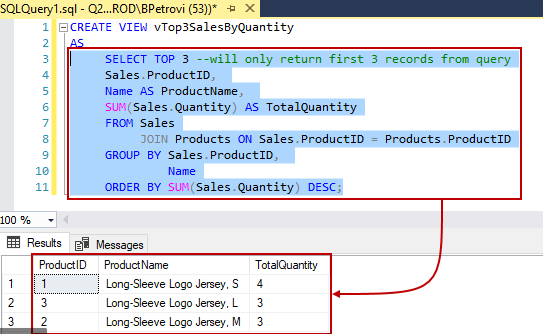 SQLQuery1.sql - Q2...ROD\BPetrovi (53))*
1 CREATE VIEW vTop3SalesByQuantity
2 AS
3 SELECT TOP 3 --will only return first 3 records from query
4 Sales.ProductID,
5 Name AS ProductName,
6 SUM(Sales.Quantity) AS TotalQuantity
7 FROM Sales
8 JOIN Products ON Sales.ProductID = Products.ProductID
9 GROUP BY Sales.ProductID,
10 Name
11 ORDER BY SUM(Sales.Quantity) DESC;
100 %
Results Messages
ProductID ProductName TotalQuantity
1 1 Long-Sleeve Logo Jersey, S 4
2 3 Long-Sleeve Logo Jersey, L 3
3 2 Long-Sleeve Logo Jersey, M 3